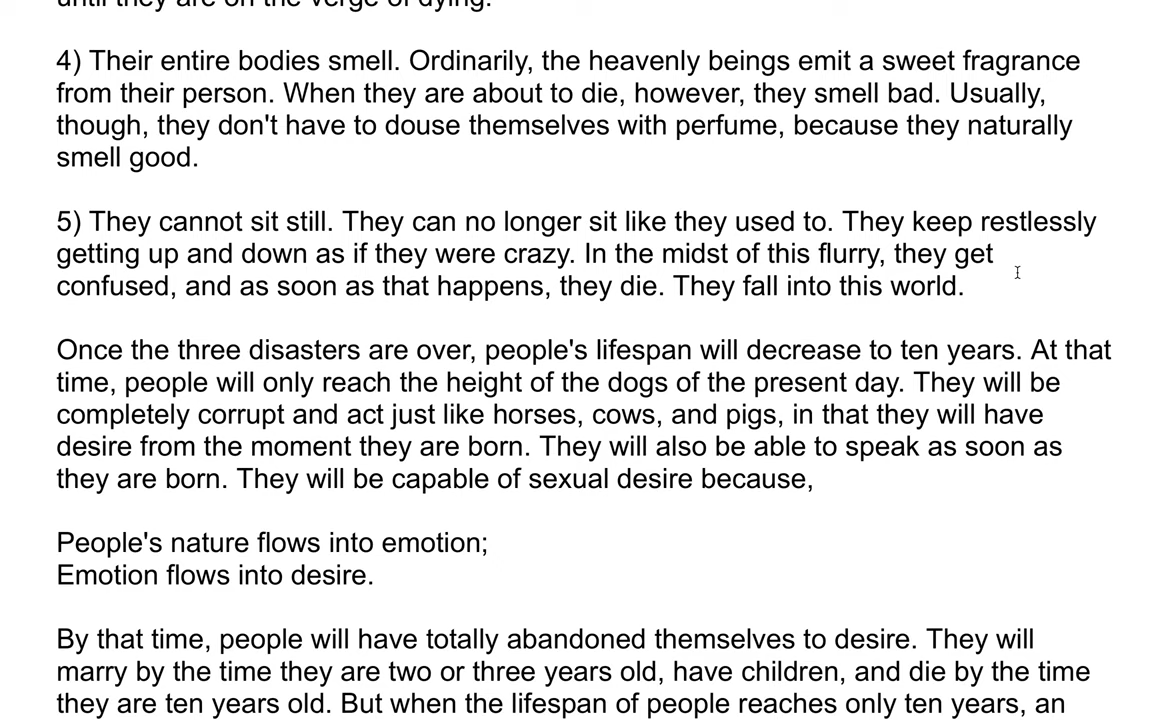 until they are on the verge of dying.
4) Their entire bodies smell. Ordinarily, the heavenly beings emit a sweet fragrance
from their person. When they are about to die, however, they smell bad. Usually,
though, they don't have to douse themselves with perfume, because they naturally
smell good.
5) They cannot sit still. They can no longer sit like they used to. They keep restlessly
getting up and down as if they were crazy. In the midst of this flurry, they get
confused, and as soon as that happens, they die. They fall into this world.
Once the three disasters are over, people's lifespan will decrease to ten years. At that
time, people will only reach the height of the dogs of the present day. They will be
completely corrupt and act just like horses, cows, and pigs, in that they will have
desire from the moment they are born. They will also be able to speak as soon as
they are born. They will be capable of sexual desire because,
People's nature flows into emotion;
Emotion flows into desire.
By that time, people will have totally abandoned themselves to desire. They will
marry by the time they are two or three years old, have children, and die by the time
they are ten years old. But when the lifespan of people reaches only ten years, an